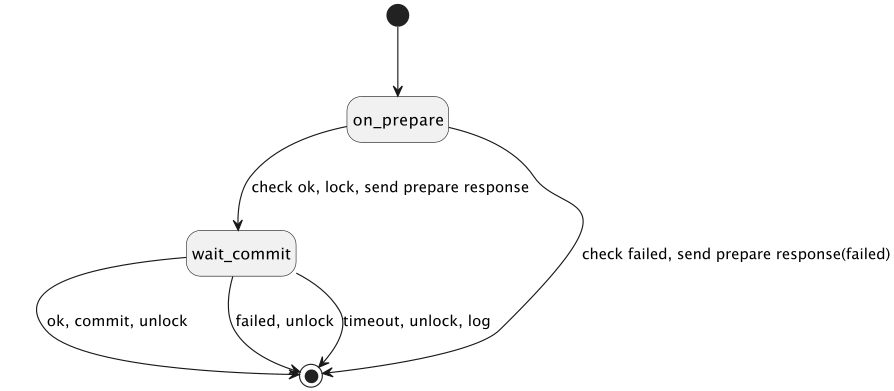 on_prepare
check ok, lock, send prepare response
wait_commit
check failed, send prepare response(failed)
ok, commit, unlock
failed, unlock
timeout, unlock, log